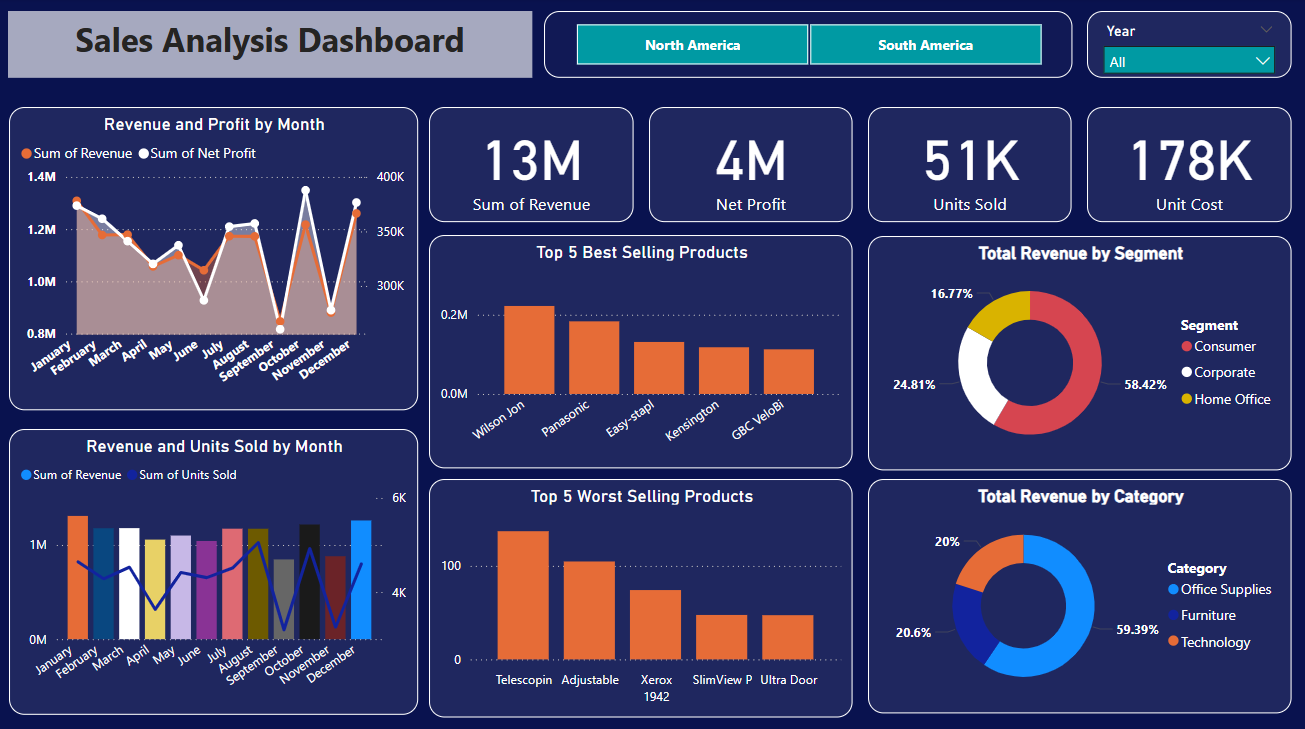 Sales Analysis Dashboard
North America
South America
Year
All
Revenue and Profit by Month
Sum of Revenue Sum of Net Profit
1.4M
1.2M
1.0M
0.8M
400K
350K
300K
January
February
March
April
May
June
July
August
September
October
November
December
13M
Sum of Revenue
4M
Net Profit
51K
Units Sold
178K
Unit Cost
Top 5 Best Selling Products
0.2M
0.0M
Wilson Jon
Panasonic
Easy-stapl
Kensington
GBC VeloBi
Total Revenue by Segment
16.77%
24.81%
58.42%
Segment
Consumer
Corporate
Home Office
Revenue and Units Sold by Month
Sum of Revenue Sum of Units Sold
1M
0M
6K
4K
January
February
March
April
May
June
July
August
September
October
November
December
Top 5 Worst Selling Products
100
0
Telescopin
Adjustable
Xerox
1942
SlimView P
Ultra Door
Total Revenue by Category
20%
20.6%
59.39%
Category
Office Supplies
Furniture
Technology